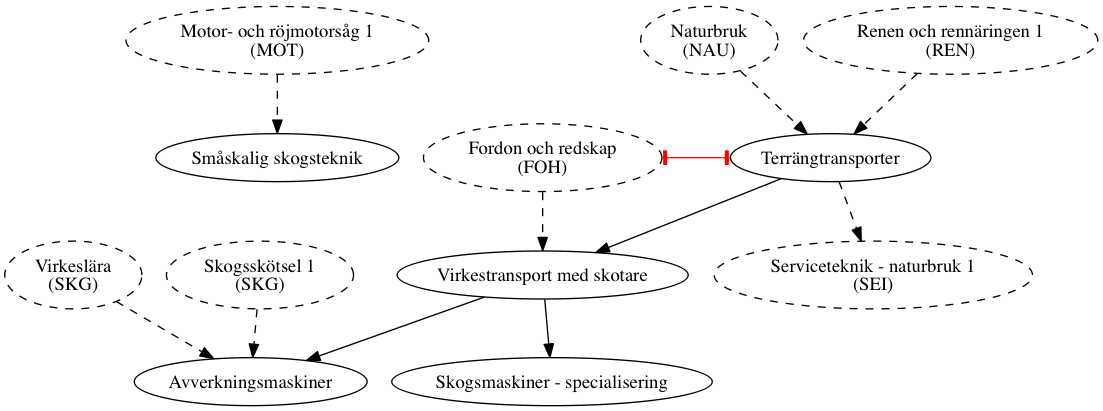 Motor- och röjmotorsåg 1
(MOT)
Naturbruk
(NAU)
Renen och rennäringen 1
(REN)
Småskalig skogsteknik
Fordon och redskap
(FOH)
Terrängtransporter
Virkeslära
(SKG)
Skogsskötsel 1
(SKG)
Virkestransport med skotare
Serviceteknik - naturbruk 1
(SEI)
Avverkningsmaskiner
Skogsmaskiner - specialisering